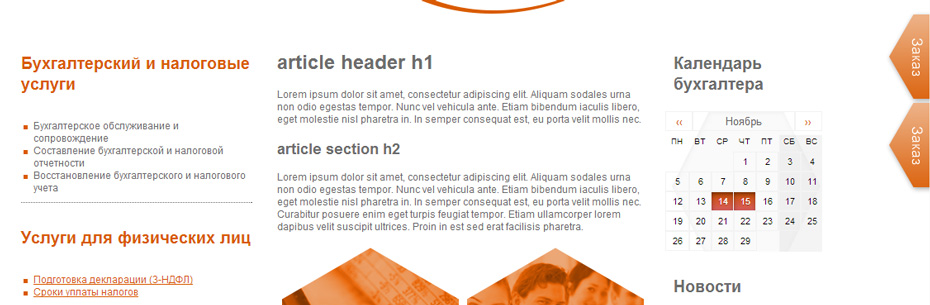 Бухгалтерский и налоговые
услуги
Бухгалтерское обслуживание и
сопровождение
Составление бухгалтерской и налоговой
отчетности
Восстановление бухгалтерского и налогового
учета
Услуги для физических лиц
Подготовка декларации (3-НДФЛ)
Сроки уплаты налогов
article header h1
Lorem ipsum dolor sit amet, consectetur adipiscing elit. Aliquam sodales urna
non odio egestas tempor. Nunc vel vehicula ante. Etiam bibendum iaculis libero,
eget molestie nisl pharetra in. In semper consequat est, eu porta velit mollis nec.
article section h2
Lorem ipsum dolor sit amet, consectetur adipiscing elit. Aliquam sodales urna
non odio egestas tempor. Nunc vel vehicula ante. Etiam bibendum iaculis libero,
eget molestie nisl pharetra in. In semper consequat est, eu porta velit mollis nec.
Curabitur posuere enim eget turpis feugiat tempor. Etiam ullamcorper lorem
dapibus velit suscipit ultrices. Proin in est sed erat facilisis pharetra.
Календарь
бухгалтера
‹‹ Ноябрь ››
ПН ВТ СР ЧТ ПТ СБ ВС
1 2 3 4
5 6 7 8 9 10 11
12 13 14 15 16 17 18
19 20 21 22 23 24 25
26 27 28 29
Новости
Заказ
Заказ